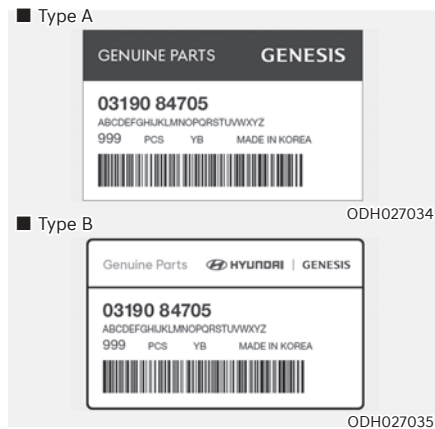 ■ Type A
GENUINE PARTS GENESIS
03190 84705
ABCDEFGHIJKLMNOPQRSTUVWXYZ
999 PCS YB MADE IN KOREA
ODH027034
■ Type B
Genuine Parts HYUNDAI | GENESIS
03190 84705
ABCDEFGHIJKLMNOPQRSTUVWXYZ
999 PCS YB MADE IN KOREA
ODH027035